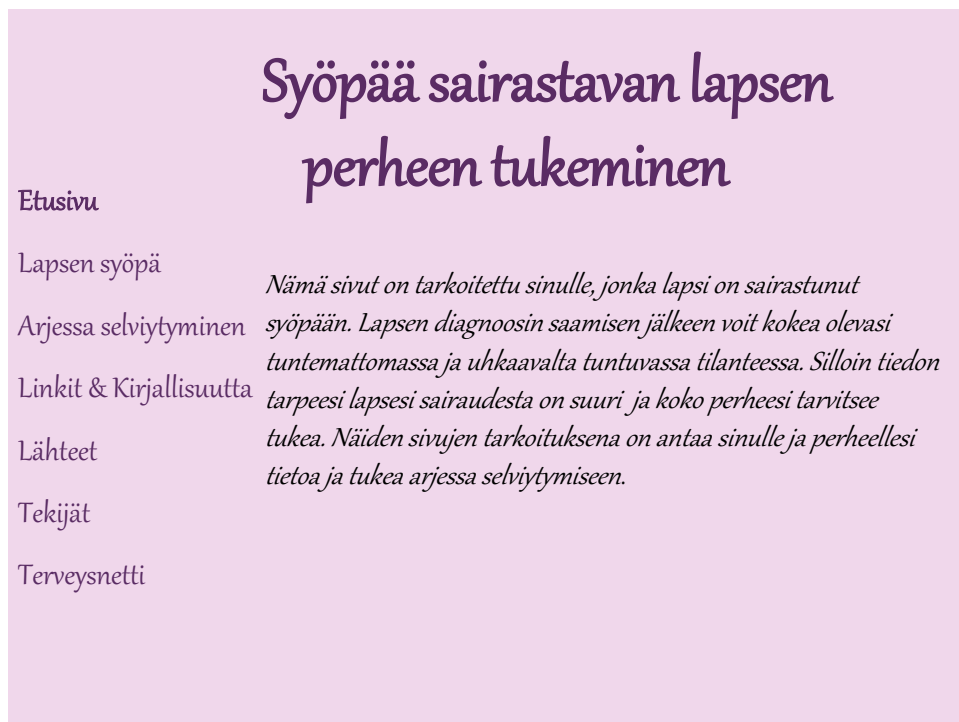 Syöpää sairastavan lapsen
perheen tukeminen
Etusivu
Lapsen syöpä
Arjessa selviytyminen
Linkit & Kirjallisuutta
Lähteet
Tekijät
Terveysnetti
Nämä sivut on tarkoitettu sinulle, jonka lapsi on sairastunut
syöpään. Lapsen diagnoosin saamisen jälkeen voit kokea olevasi
tuntemattomassa ja uhkaavalta tuntuvassa tilanteessa. Silloin tiedon
tarpeesi lapsesi sairaudesta on suuri ja koko perheesi tarvitsee
tukea. Näiden sivujen tarkoituksena on antaa sinulle ja perheellesi
tietoa ja tukea arjessa selviytymiseen.